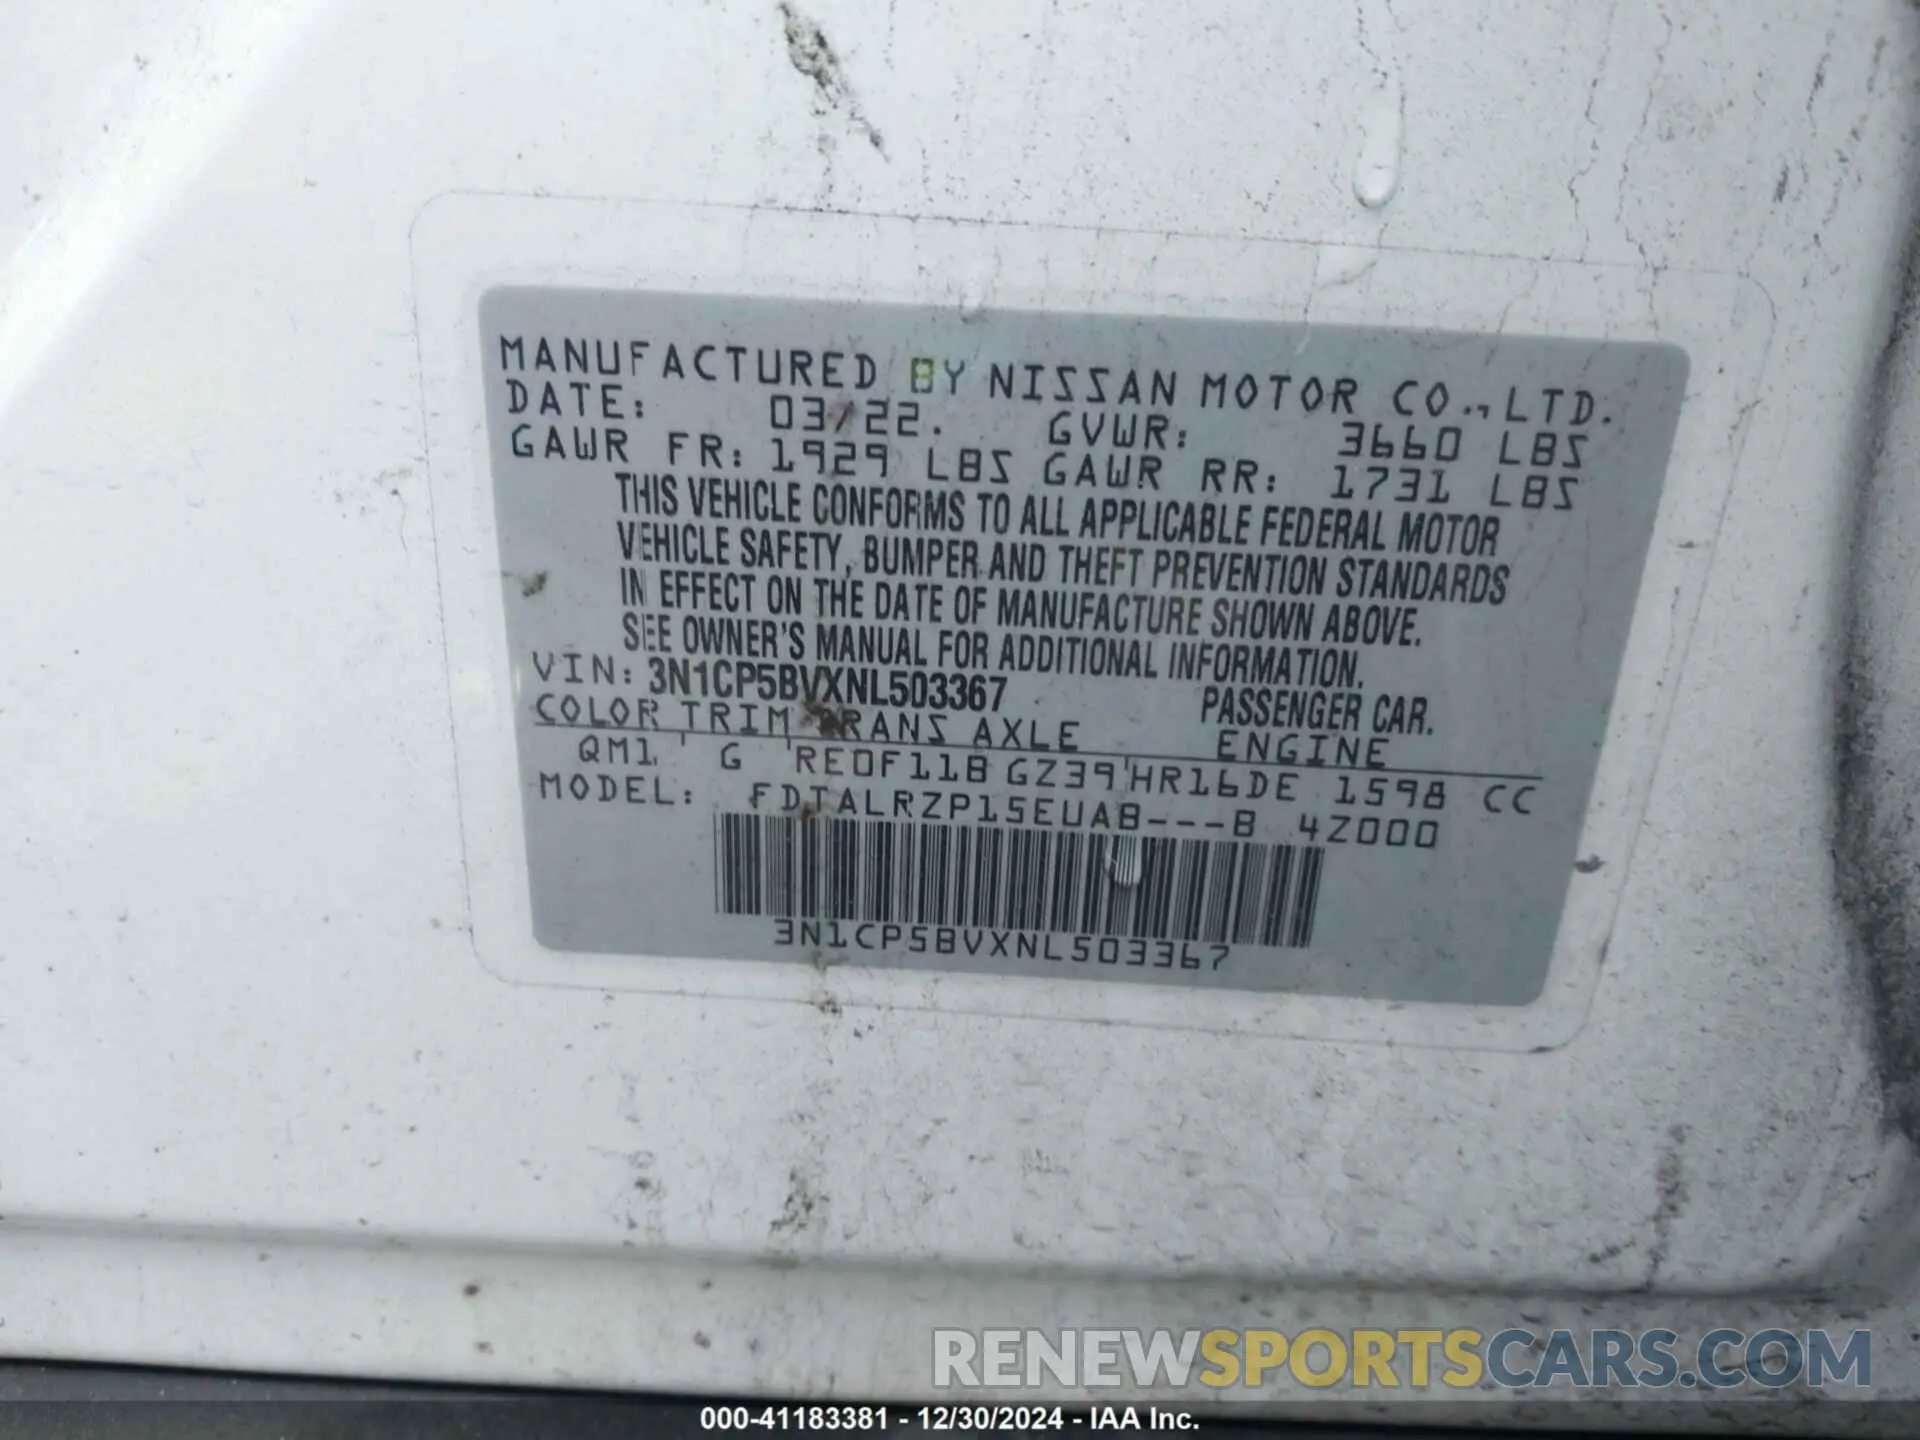 MANUFACTURED BY NISSAN MOTOR CO., LTD.
DATE: 03/22. GVWR: 3660 LBS
GAWR FR: 1929 LBS GAWR RR: 1731 LBS
THIS VEHICLE CONFORMS TO ALL APPLICABLE FEDERAL MOTOR
VEHICLE SAFETY, BUMPER AND THEFT PREVENTION STANDARDS
IN EFFECT ON THE DATE OF MANUFACTURE SHOWN ABOVE.
SEE OWNER'S MANUAL FOR ADDITIONAL INFORMATION.
VIN: 3N1CP5BVXNL503367 PASSENGER CAR.
COLOR TRIM TRANS AXLE ENGINE
QM1 G RE0F11B GZ39 HR16DE 1598 CC
MODEL: FDTALRZP15EUAB---B 4Z000
3N1CP5BVXNL503367
RENEWSPORTSCARS.COM
000-41183381 - 12/30/2024 - IAA Inc.